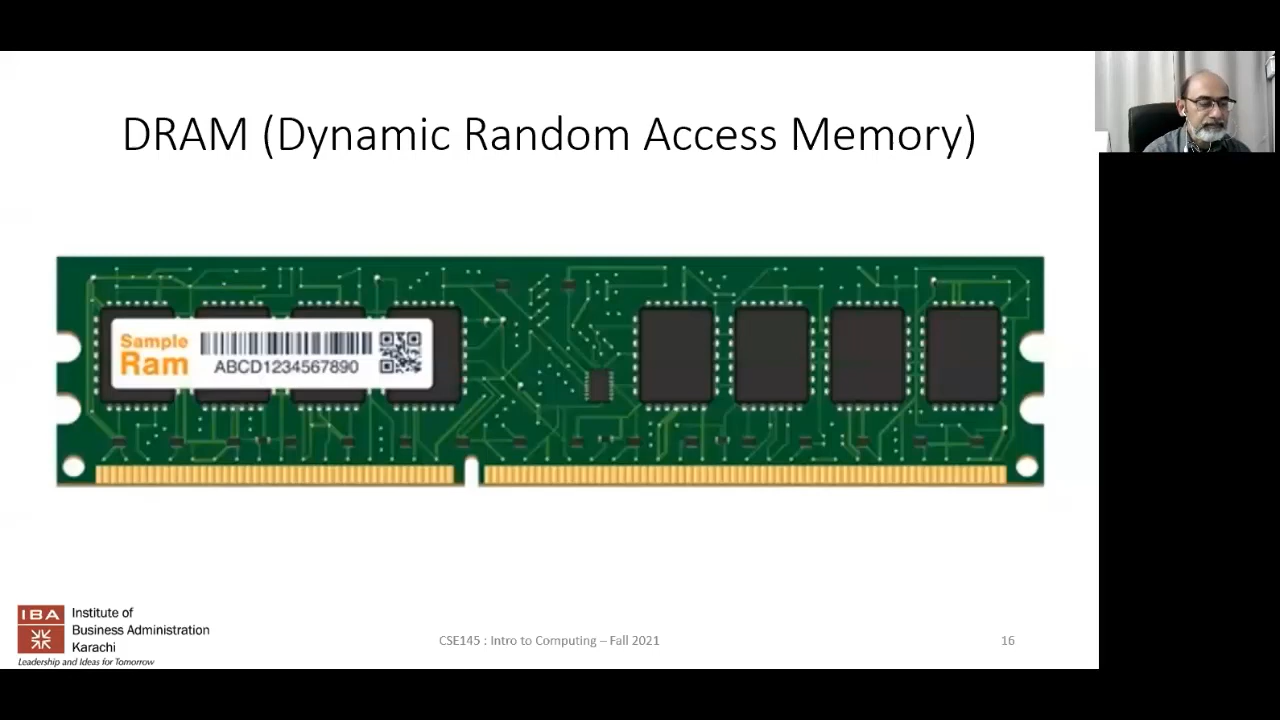 DRAM (Dynamic Random Access Memory)
Sample
Ram
ABCD1234567890
IBA
Institute of
Business Administration
Karachi
Leadership and Ideas for Tomorrow
CSE145 : Intro to Computing – Fall 2021
16